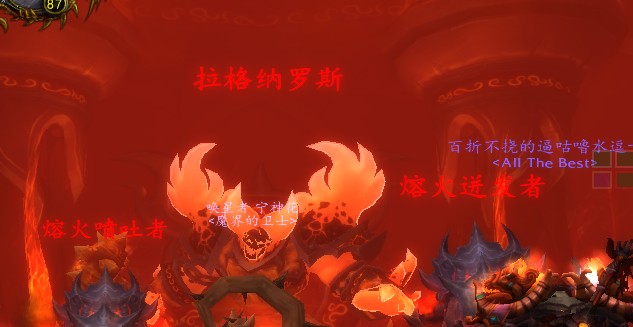 87
拉格纳罗斯
百折不挠的逼咕噜水逗
<All The Best>
熔火迸发者
唤星者·宁神花
<魔界的卫士>
熔火喷吐者